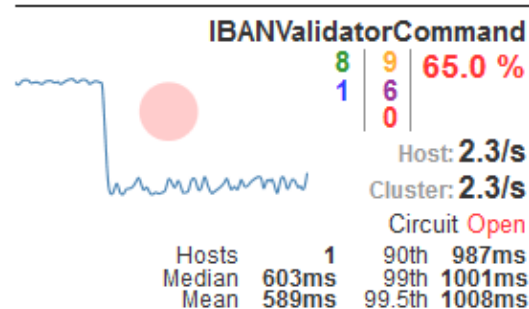 IBANValidatorCommand
8 9 65.0 %
1 6
0
Host: 2.3/s
Cluster: 2.3/s
Circuit Open
Hosts 1 90th 987ms
Median 603ms 99th 1001ms
Mean 589ms 99.5th 1008ms